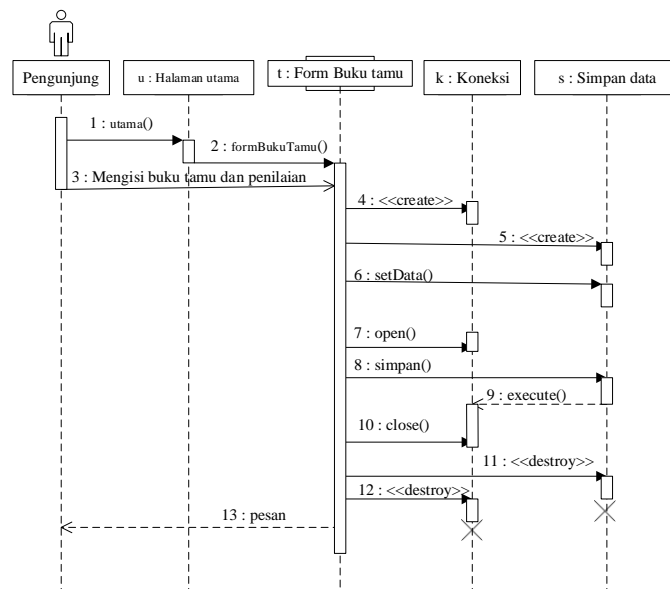 Pengunjung
u : Halaman utama
t : Form Buku tamu
k : Koneksi
s : Simpan data
1 : utama()
2 : formBukuTamu()
3 : Mengisi buku tamu dan penilaian
4 : <<create>>
5 : <<create>>
6 : setData()
7 : open()
8 : simpan()
9 : execute()
10 : close()
11 : <<destroy>>
12 : <<destroy>>
13 : pesan